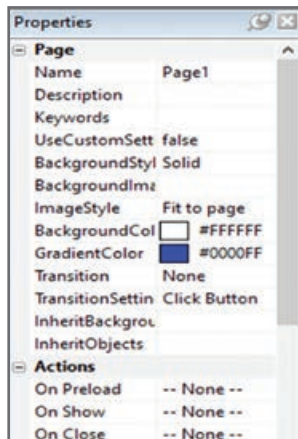 Properties
Page
Name Page1
Description
Keywords
UseCustomSett false
BackgroundStyl Solid
BackgroundIma
ImageStyle Fit to page
BackgroundCol #FFFFFF
GradientColor #0000FF
Transition None
TransitionSettin Click Button
InheritBackgrou
InheritObjects
Actions
On Preload -- None --
On Show -- None --
On Close -- None --